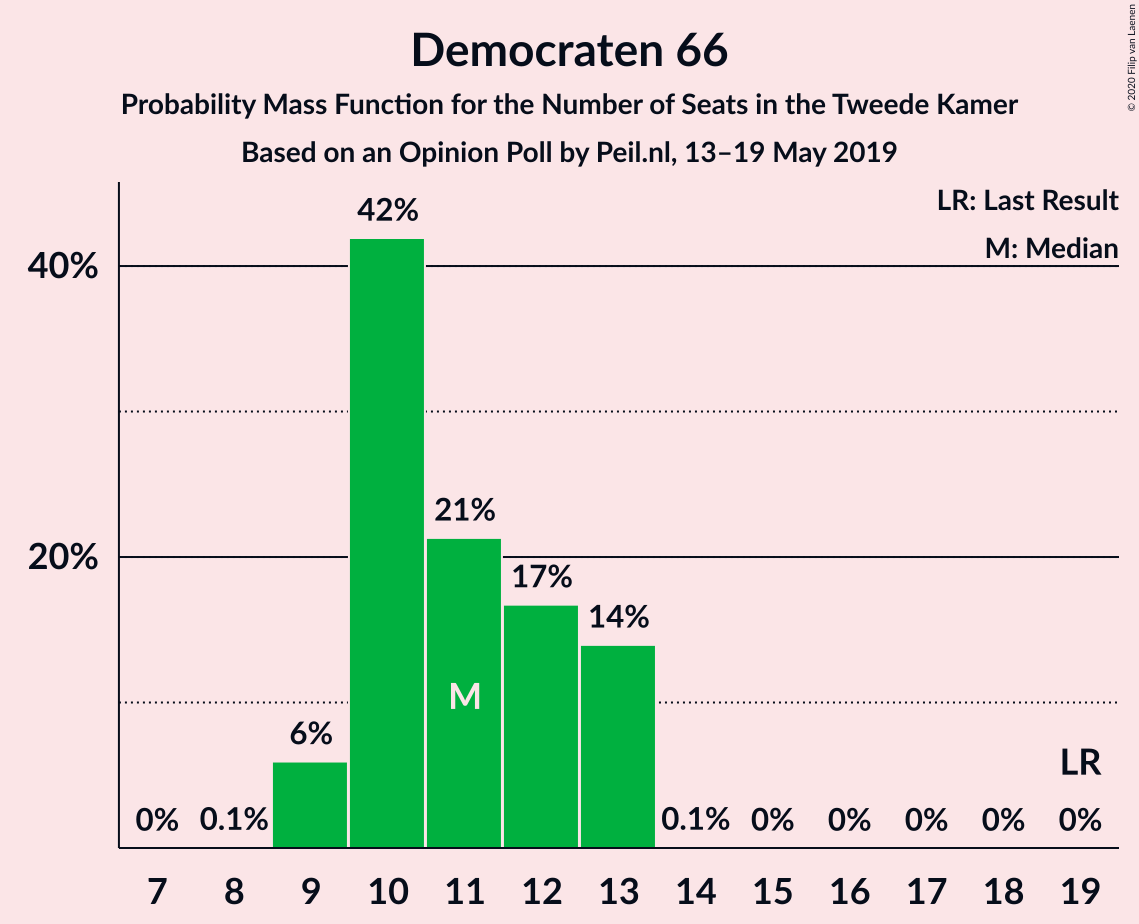 Democraten 66
Probability Mass Function for the Number of Seats in the Tweede Kamer
Based on an Opinion Poll by Peil.nl, 13–19 May 2019
© 2020 Filip van Laenen
LR: Last Result
M: Median
40%
20%
0%
0.1%
6%
42%
21%
17%
14%
0.1%
0%
0%
0%
0%
0%
M
LR
7 8 9 10 11 12 13 14 15 16 17 18 19